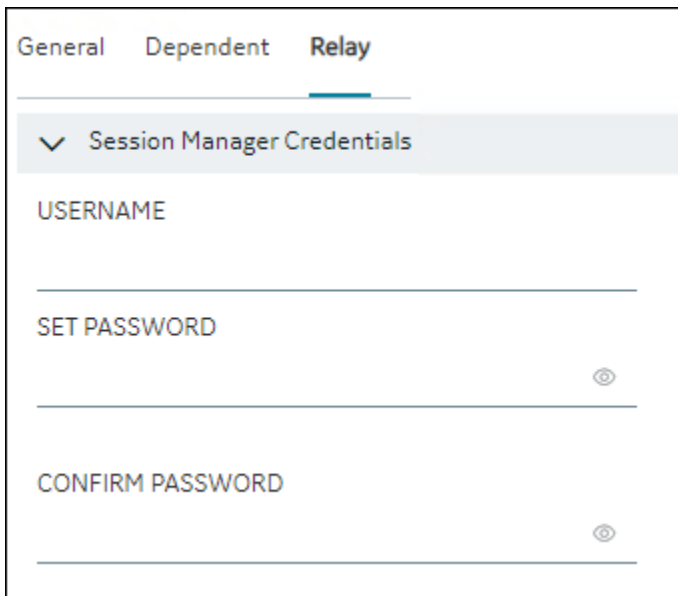 General Dependent Relay
Session Manager Credentials
USERNAME
SET PASSWORD
CONFIRM PASSWORD